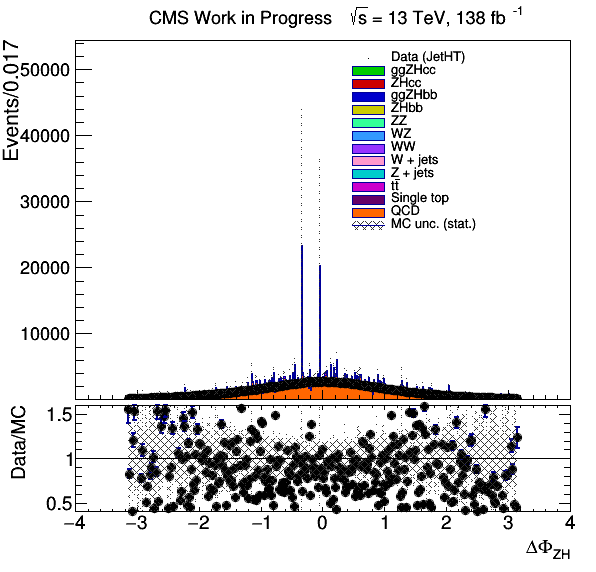 CMS Work in Progress √s = 13 TeV, 138 fb⁻¹
Events/0.017
50000
40000
30000
20000
10000
Data (JetHT)
ggZHcc
ZHcc
ggZHbb
ZHbb
ZZ
WZ
WW
W + jets
Z + jets
tt̄
Single top
QCD
MC unc. (stat.)
Data/MC
1.5
1
0.5
−4 −3 −2 −1 0 1 2 3 4
ΔΦ_ZH